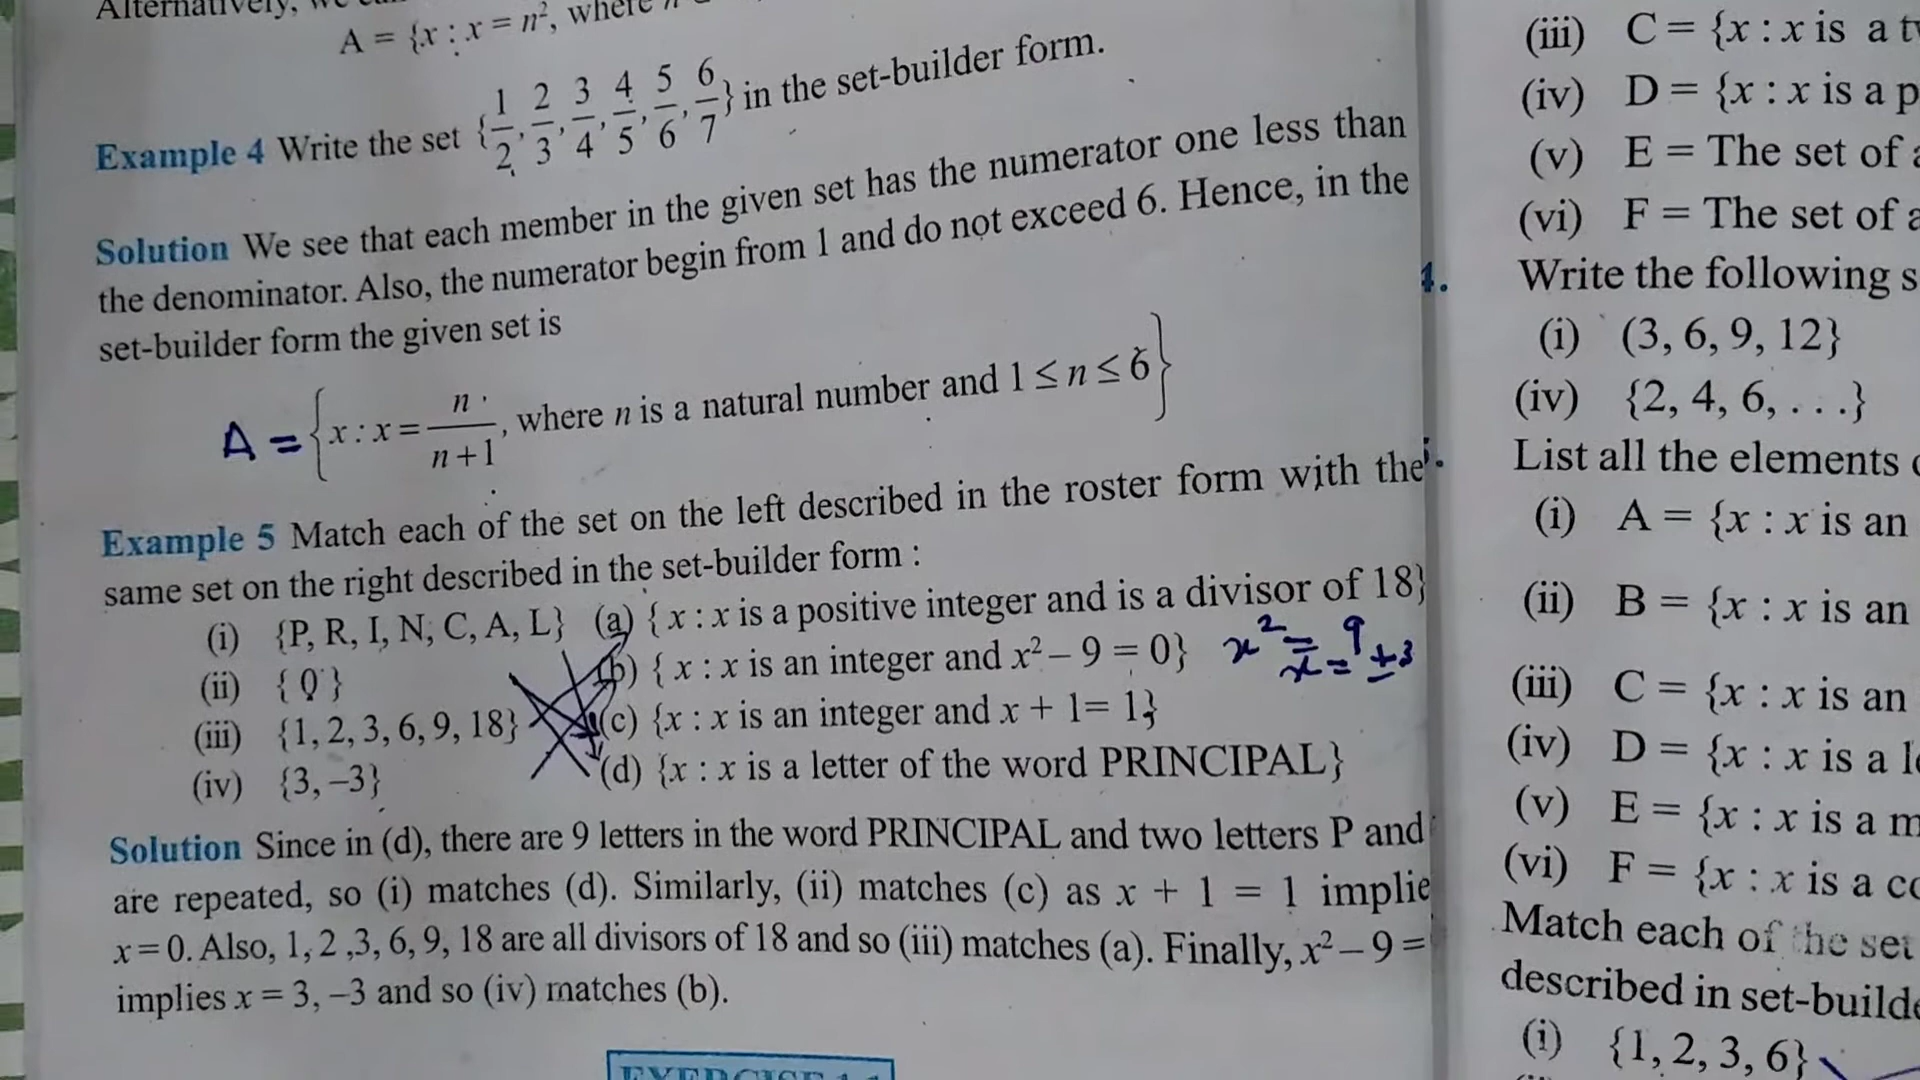 Alternatively,
A = {x : x = n², where
Example 4 Write the set {1/2, 2/3, 3/4, 4/5, 5/6, 6/7} in the set-builder form.
Solution We see that each member in the given set has the numerator one less than
the denominator. Also, the numerator begin from 1 and do not exceed 6. Hence, in the
set-builder form the given set is
A = {x : x = n/n+1, where n is a natural number and 1 ≤ n ≤ 6}
Example 5 Match each of the set on the left described in the roster form with the
same set on the right described in the set-builder form :
(i) {P, R, I, N, C, A, L} (a) { x : x is a positive integer and is a divisor of 18}
(ii) { 0 } (b) { x : x is an integer and x² – 9 = 0} x² = 9
x = ±3
(iii) {1, 2, 3, 6, 9, 18} (c) {x : x is an integer and x + 1= 1}
(iv) {3, –3} (d) {x : x is a letter of the word PRINCIPAL}
Solution Since in (d), there are 9 letters in the word PRINCIPAL and two letters P and
are repeated, so (i) matches (d). Similarly, (ii) matches (c) as x + 1 = 1 implie
x = 0. Also, 1, 2 ,3, 6, 9, 18 are all divisors of 18 and so (iii) matches (a). Finally, x² – 9 =
implies x = 3, –3 and so (iv) matches (b).
(iii) C = {x : x is a
(iv) D = {x : x is a p
(v) E = The set of
(vi) F = The set of
4. Write the following s
(i) (3, 6, 9, 12}
(iv) {2, 4, 6, . . .}
List all the elements
(i) A = {x : x is an
(ii) B = {x : x is an
(iii) C = {x : x is an
(iv) D = {x : x is a
(v) E = {x : x is a m
(vi) F = {x : x is a
Match each of the set
described in set-builde
(i) {1, 2, 3, 6}